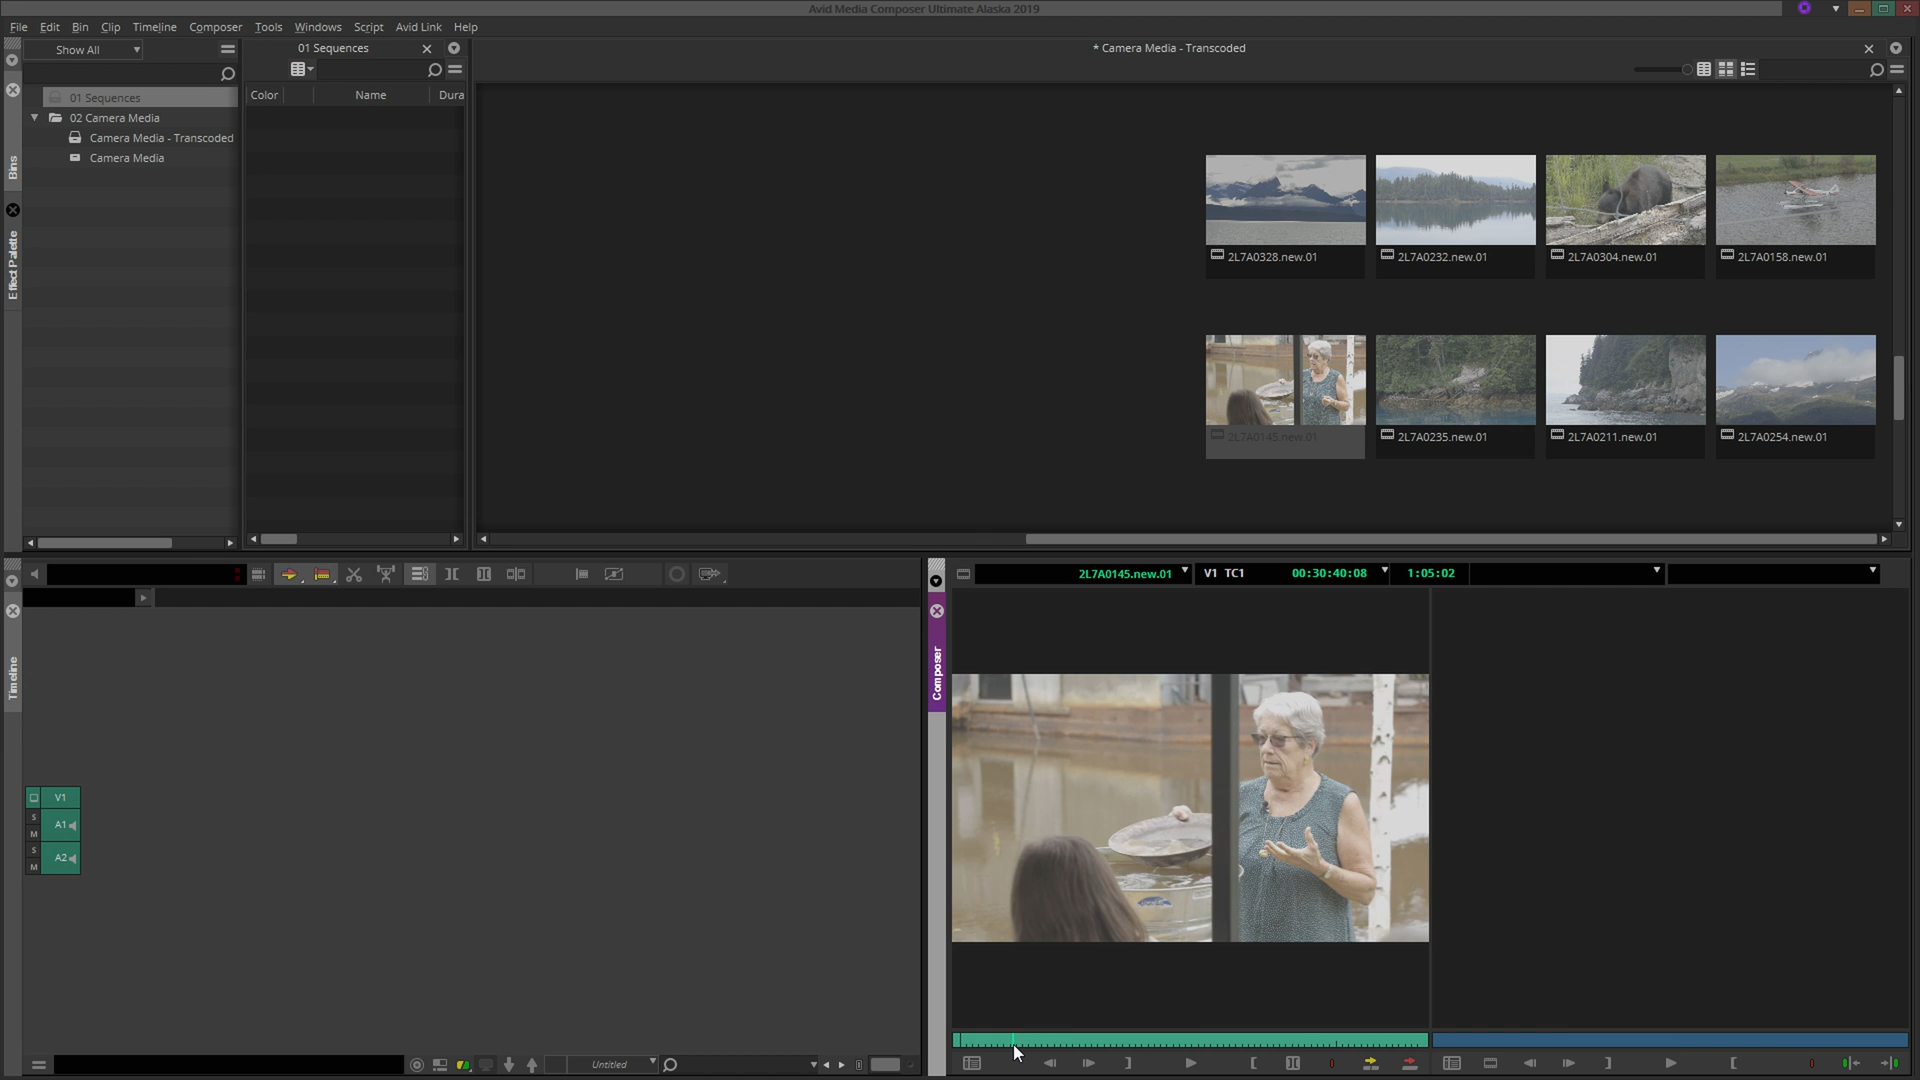 Avid Media Composer Ultimate Alaska 2019
File Edit Bin Clip Timeline Composer Tools Windows Script Avid Link Help
Show All
01 Sequences
* Camera Media - Transcoded
Color Name Dura
01 Sequences
02 Camera Media
Camera Media - Transcoded
Camera Media
Bins
Effect Palette
2L7A0328.new.01
2L7A0232.new.01
2L7A0304.new.01
2L7A0158.new.01
2L7A0145.new.01
2L7A0235.new.01
2L7A0211.new.01
2L7A0254.new.01
2L7A0145.new.01
V1 TC1 00:30:40:08
1:05:02
Timeline
Composer
V1
S
A1
M
S
A2
M
Untitled